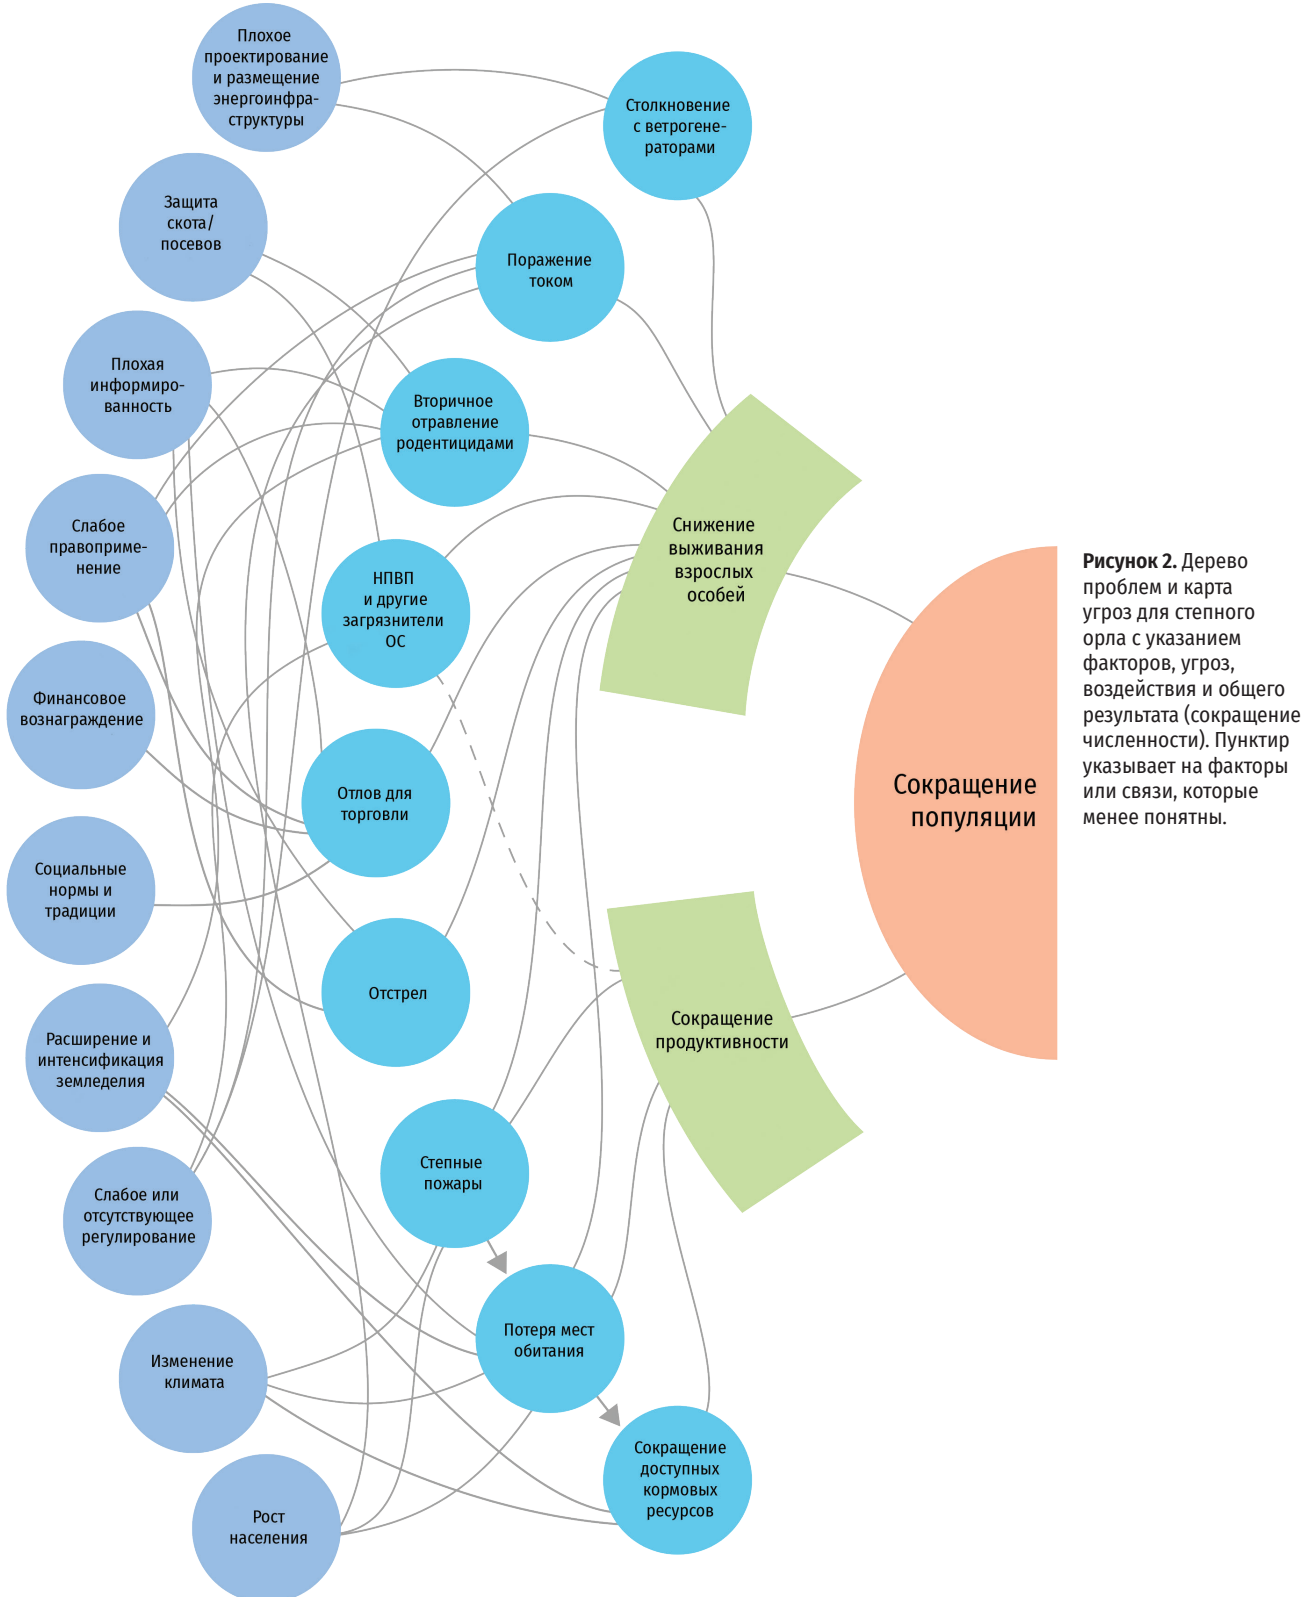 Плохое
проектирование
и размещение
энергоинфра-
структуры
Защита
скота/
посевов
Плохая
информиро-
ванность
Слабое
правоприме-
нение
Финансовое
вознаграждение
Социальные
нормы и
традиции
Расширение и
интенсификация
земледелия
Слабое или
отсутствующее
регулирование
Изменение
климата
Рост
населения
Столкновение
с ветрогене-
раторами
Поражение
током
Вторичное
отравление
родентицидами
НПВП
и другие
загрязнители
ОС
Отлов для
торговли
Отстрел
Степные
пожары
Потеря мест
обитания
Сокращение
доступных
кормовых
ресурсов
Снижение
выживания
взрослых
особей
Сокращение
продуктивности
Сокращение
популяции
Рисунок 2. Дерево
проблем и карта
угроз для степного
орла с указанием
факторов, угроз,
воздействия и общего
результата (сокращение
численности). Пунктир
указывает на факторы
или связи, которые
менее понятны.